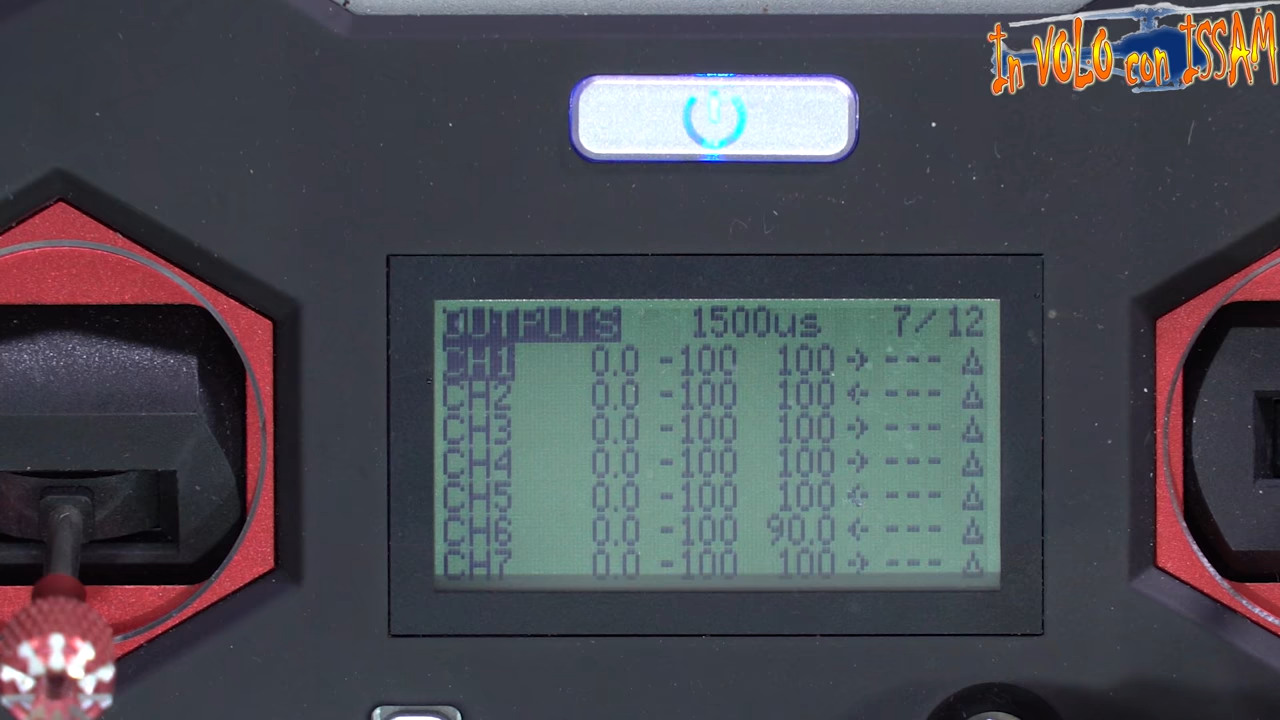 In VOLO con ISSAM
OUTPUTS 1500us 7/12
CH1 0.0 -100 100 → --- Δ
CH2 0.0 -100 100 ← --- Δ
CH3 0.0 -100 100 → --- Δ
CH4 0.0 -100 100 → --- Δ
CH5 0.0 -100 100 ← --- Δ
CH6 0.0 -100 90.0 ← --- Δ
CH7 0.0 -100 100 → --- Δ